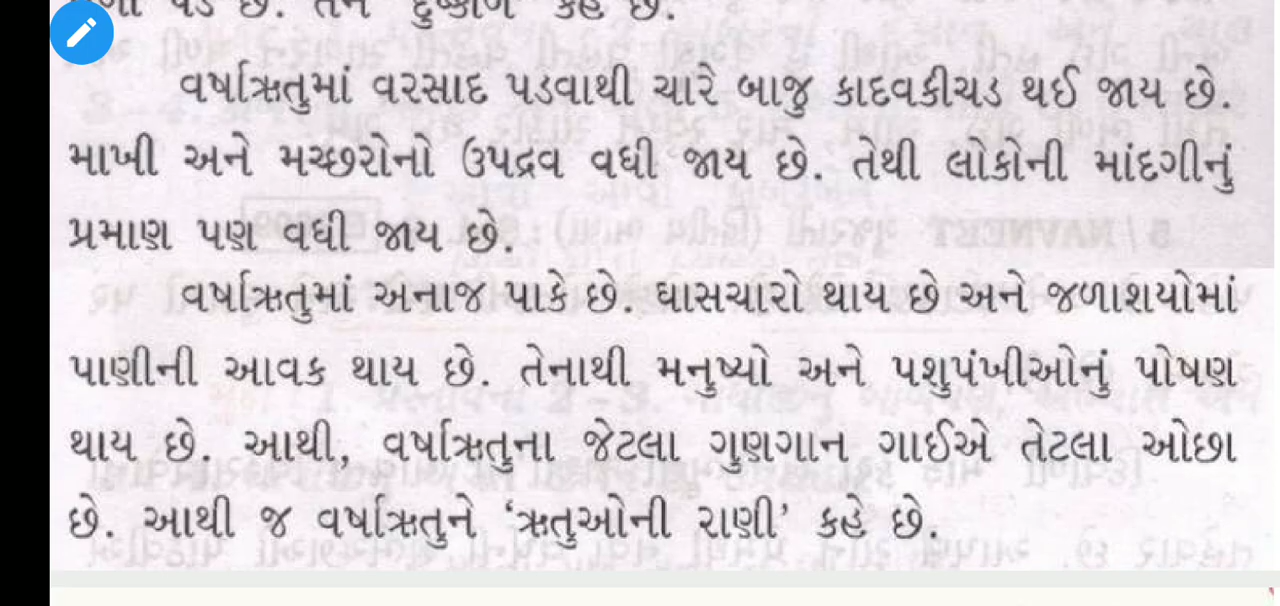 પડે છે. તેને દુષ્કાળ કહે છે.
વર્ષાઋતુમાં વરસાદ પડવાથી ચારે બાજુ કાદવકીચડ થઈ જાય છે.
માખી અને મચ્છરોનો ઉપદ્રવ વધી જાય છે. તેથી લોકોની માંદગીનું
પ્રમાણ પણ વધી જાય છે.
વર્ષાઋતુમાં અનાજ પાકે છે. ઘાસચારો થાય છે અને જળાશયોમાં
પાણીની આવક થાય છે. તેનાથી મનુષ્યો અને પશુપંખીઓનું પોષણ
થાય છે. આથી, વર્ષાઋતુના જેટલા ગુણગાન ગાઈએ તેટલા ઓછા
છે. આથી જ વર્ષાઋતુને ‘ઋતુઓની રાણી’ કહે છે.